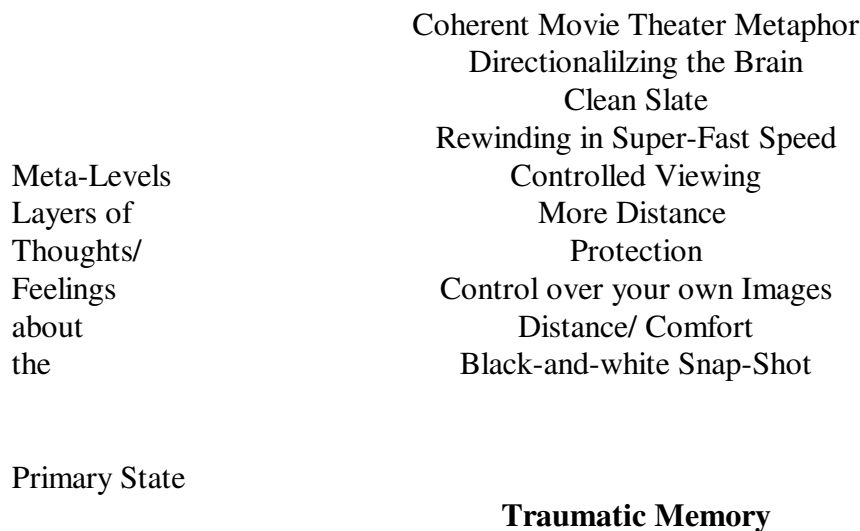 Coherent Movie Theater Metaphor
Directionalilzing the Brain
Clean Slate
Rewinding in Super-Fast Speed
Meta-Levels Controlled Viewing
Layers of More Distance
Thoughts/ Protection
Feelings Control over your own Images
about Distance/ Comfort
the Black-and-white Snap-Shot
Primary State
Traumatic Memory